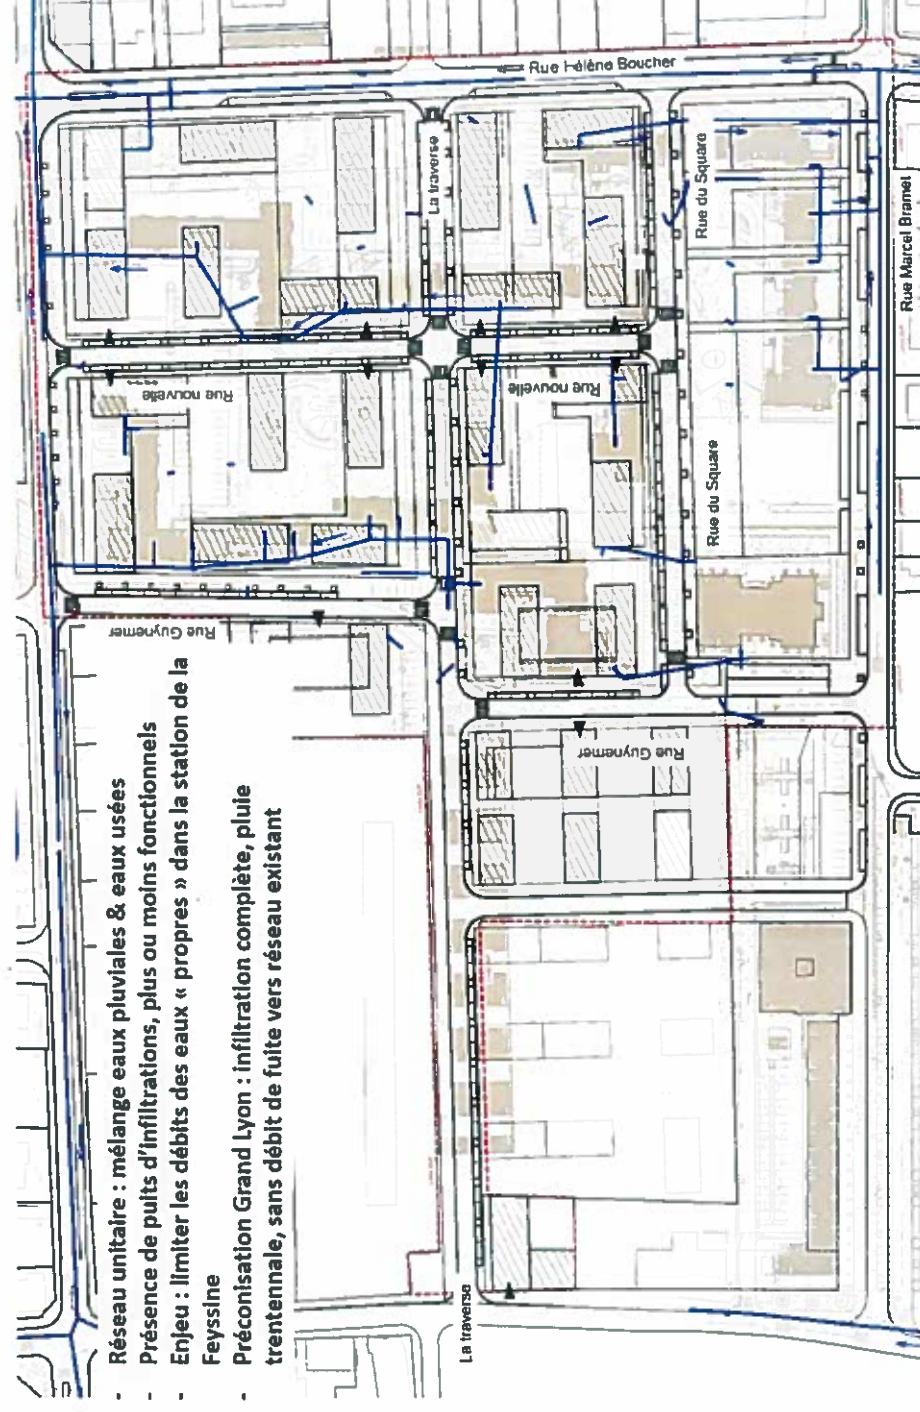 - Réseau unitaire : mélange eaux pluviales & eaux usées
- Présence de puits d'infiltrations, plus ou moins fonctionnels
- Enjeu : limiter les débits des eaux « propres » dans la station de la
Feyssine
- Préconisation Grand Lyon : infiltration complète, pluie
trentennale, sans débit de fuite vers réseau existant
Rue Hélène Boucher
La traverse
Rue du Square
Rue Marcel Bramet
Rue nouvelle
Rue nouvelle
Rue du Square
Rue Guynemer
Rue Guynemer
La traverse